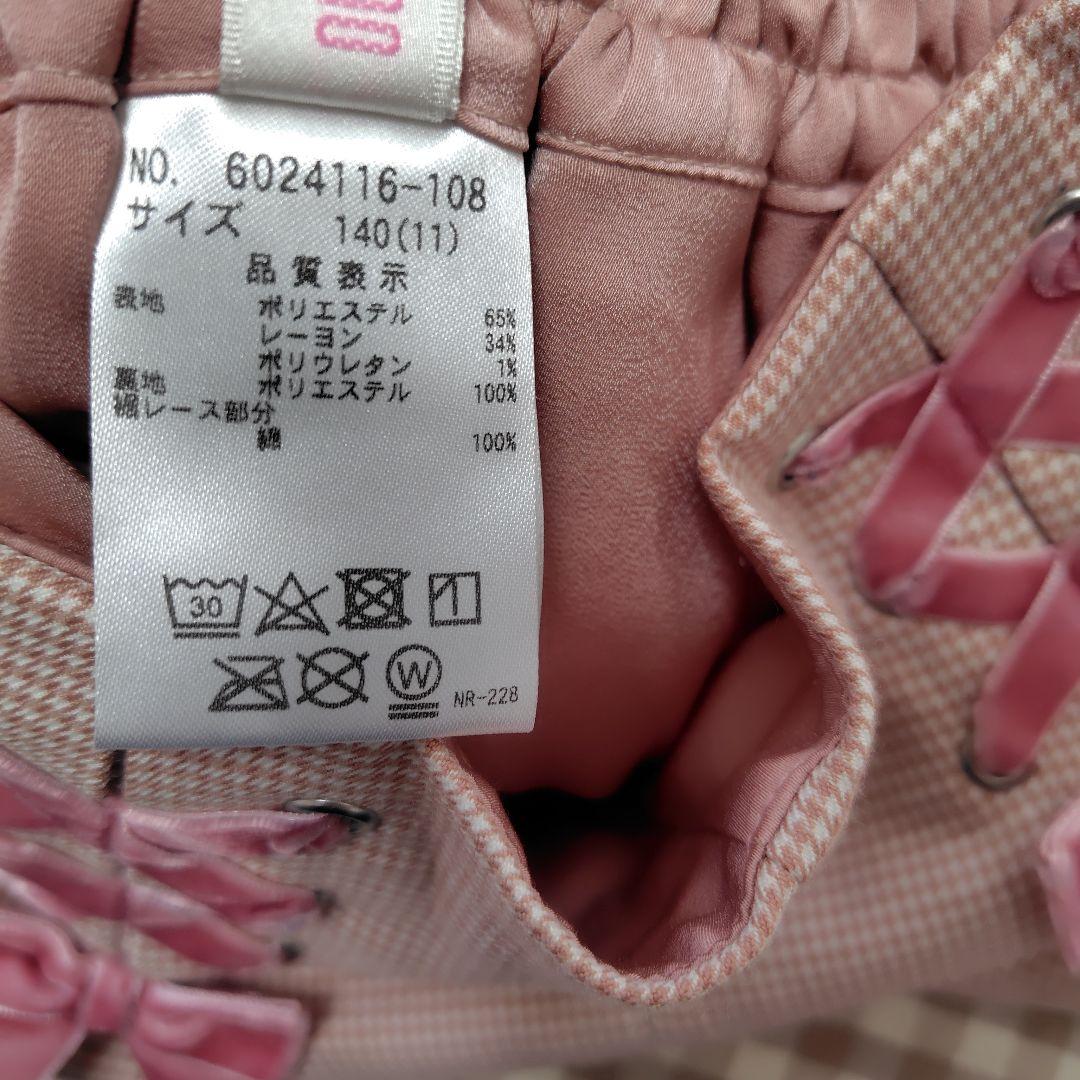 NO. 6024116-108
サイズ 140(11)
品質表示
表地 ポリエステル 65%
レーヨン 34%
ポリウレタン 1%
裏地 ポリエステル 100%
綿レース部分
綿 100%
30
W
NR-228